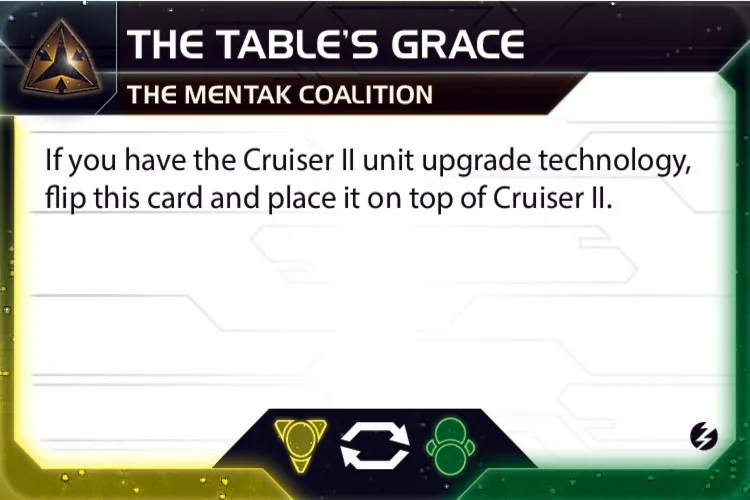 THE TABLE'S GRACE
THE MENTAK COALITION
If you have the Cruiser II unit upgrade technology,
flip this card and place it on top of Cruiser II.